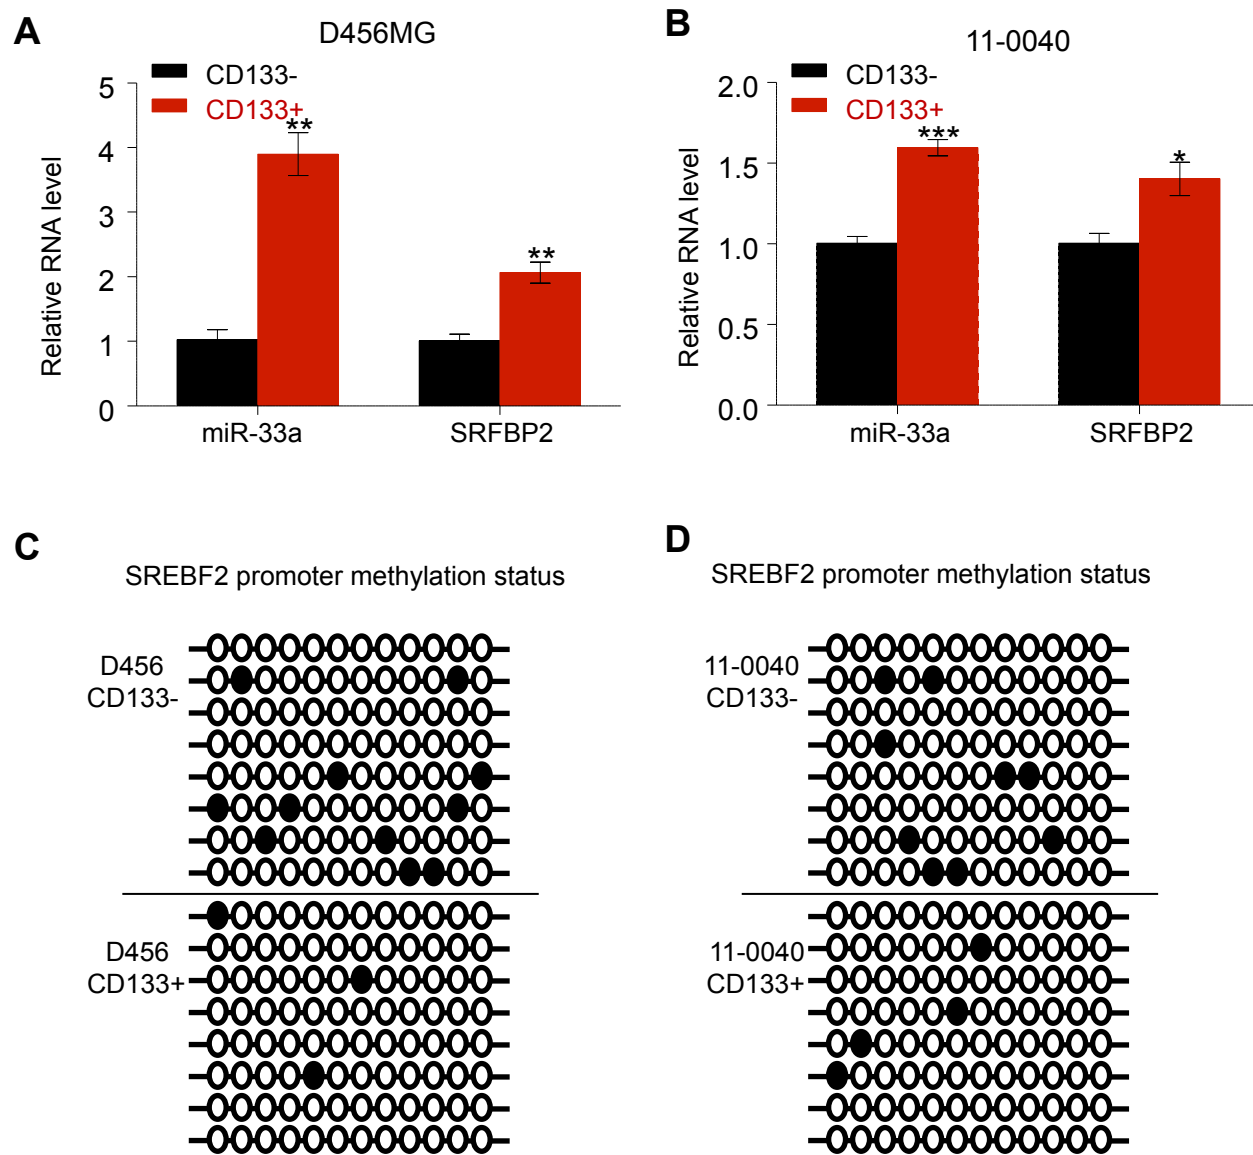 A
D456MG
CD133-
CD133+
5
4
3
2
1
0
Relative RNA level
**
**
miR-33a
SRFBP2
B
11-0040
CD133-
CD133+
2.0
1.5
1.0
0.5
0.0
Relative RNA level
***
*
miR-33a
SRFBP2
C
SREBF2 promoter methylation status
D456
CD133-
D456
CD133+
D
SREBF2 promoter methylation status
11-0040
CD133-
11-0040
CD133+